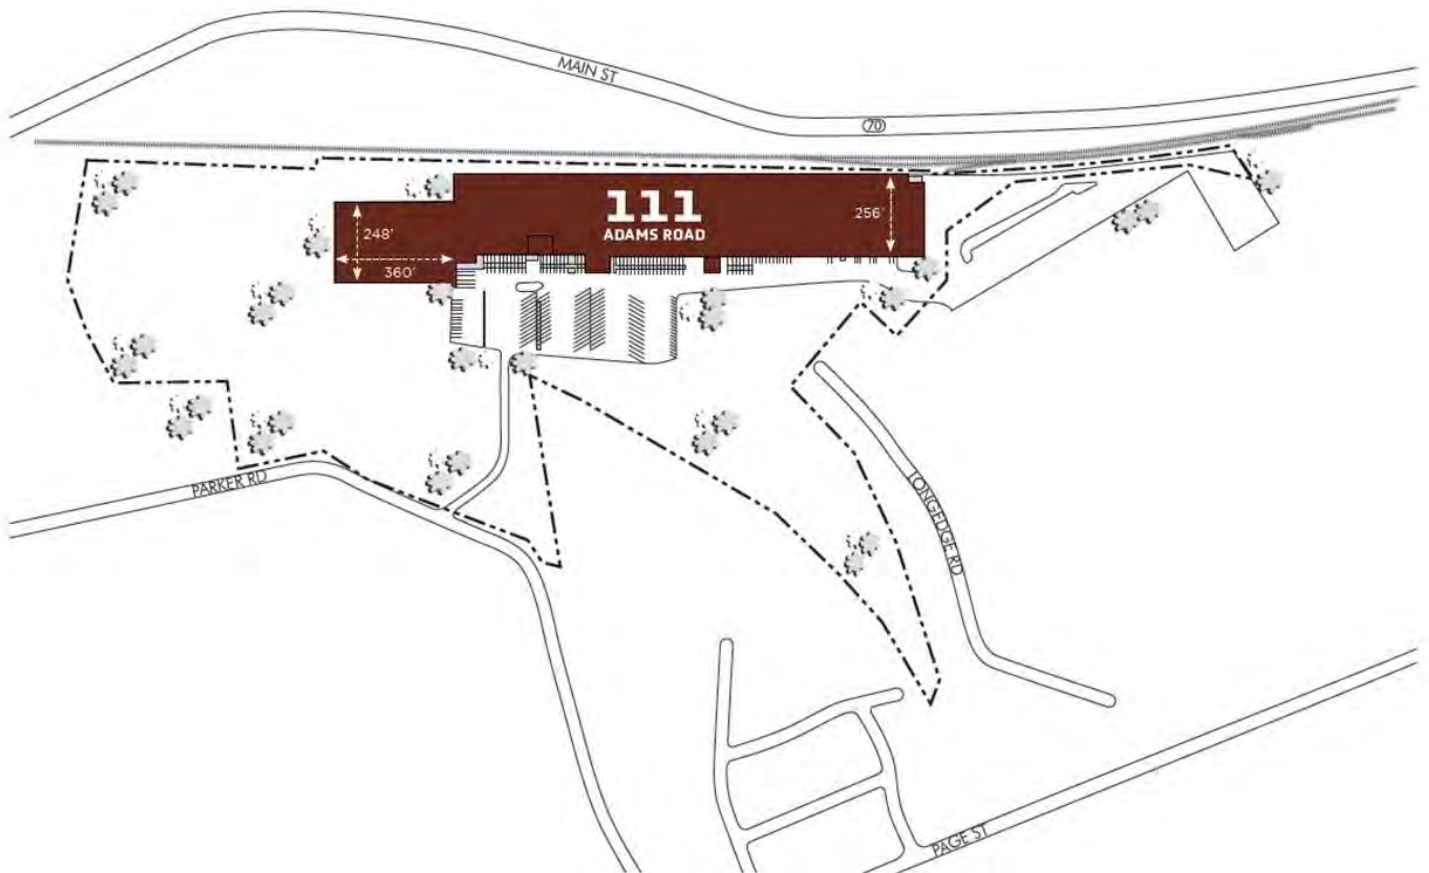 MAIN ST
70
111
ADAMS ROAD
256'
248'
360'
PARKER RD
LONGEDGE RD
PAGE ST